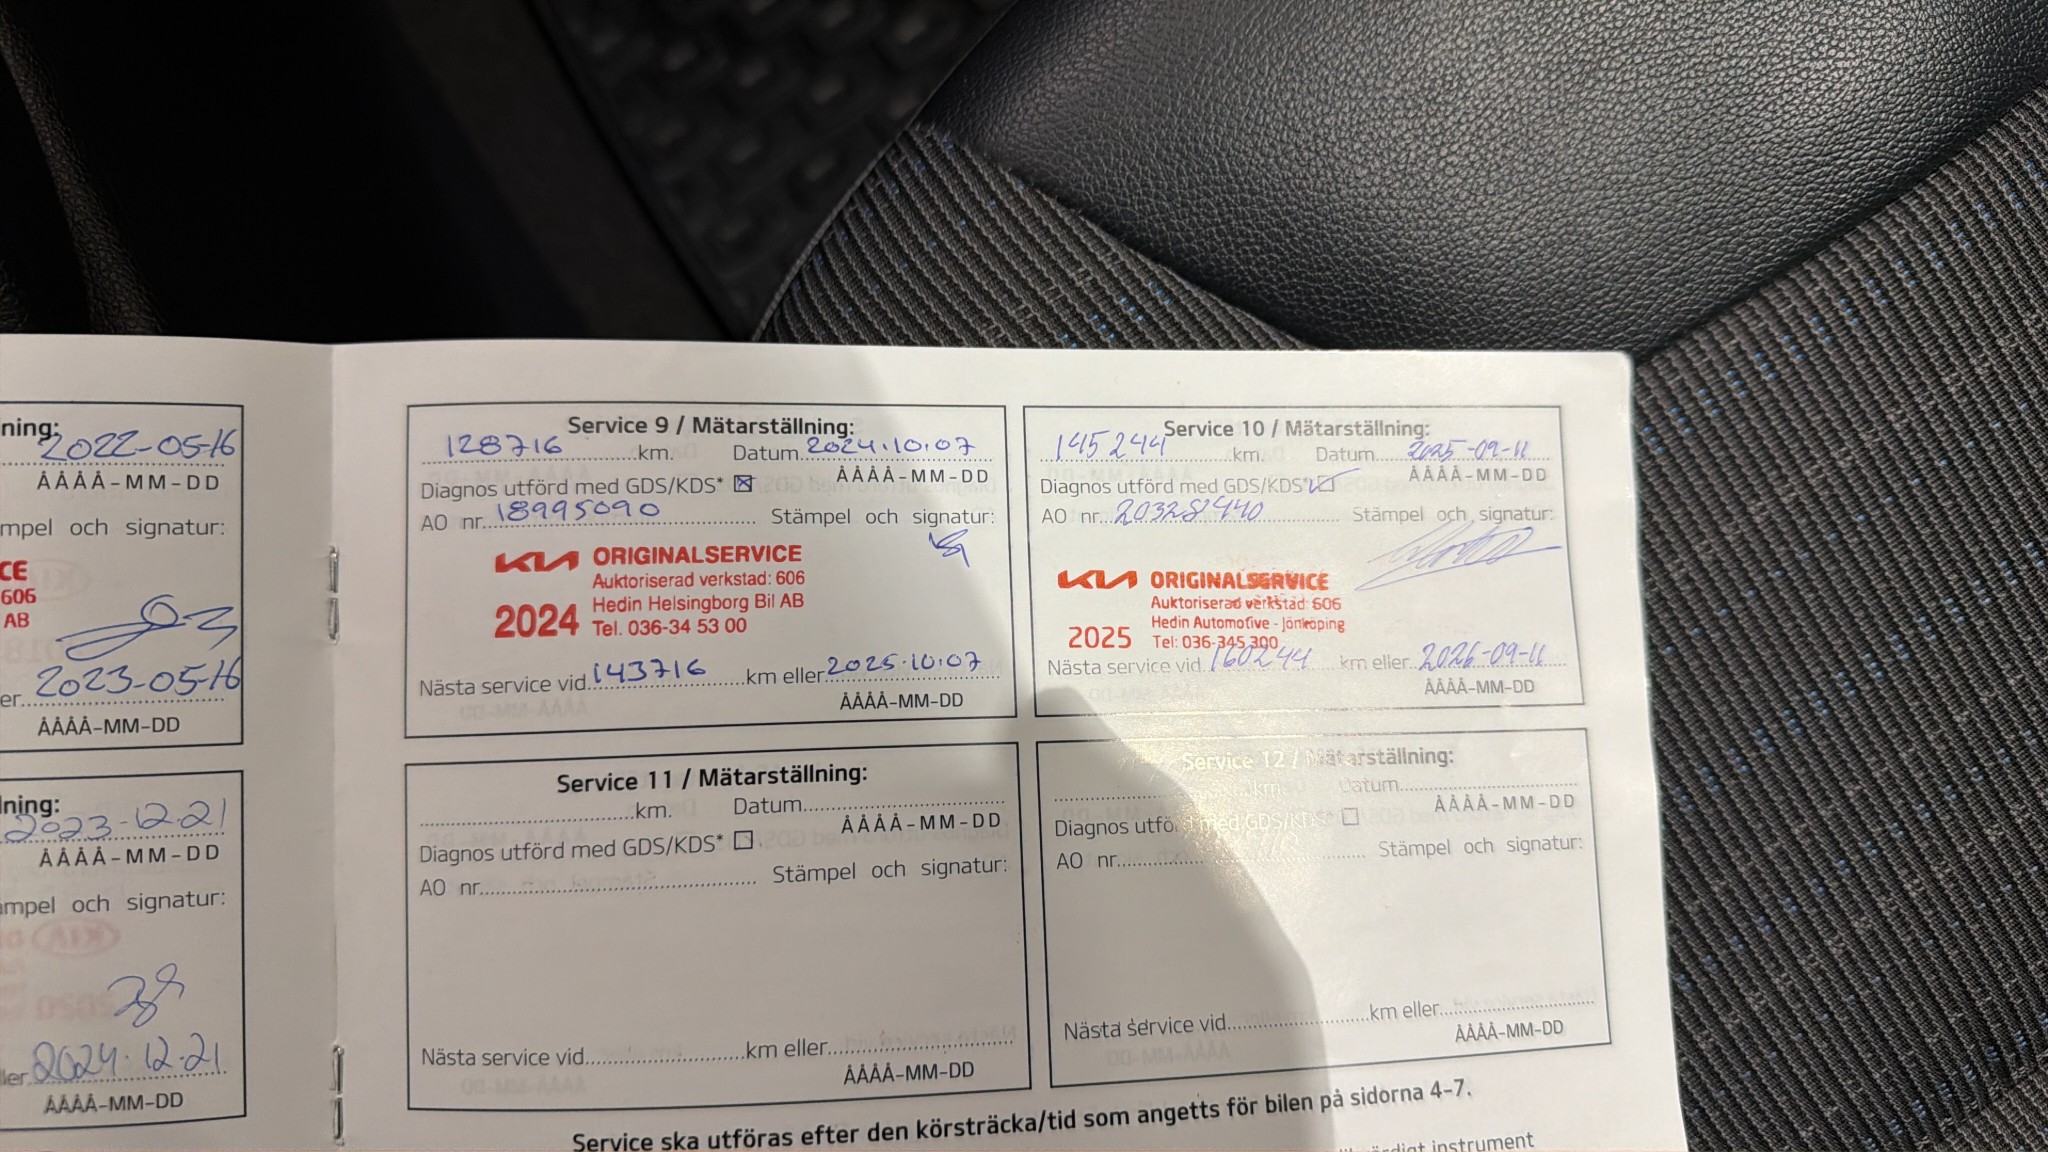 ning:
2022-05-16
ÅÅÅÅ-MM-DD
mpel och signatur:
CE
606
AB
er 2023-05-16
ÅÅÅÅ-MM-DD
lning:
2023-12-21
ÅÅÅÅ-MM-DD
ämpel och signatur:
ler 2024-12-21
ÅÅÅÅ-MM-DD
Service 9 / Mätarställning:
128716 km. Datum 2024.10.07
ÅÅÅÅ-MM-DD
Diagnos utförd med GDS/KDS*
AO nr. 18995090 Stämpel och signatur:
KIA ORIGINALSERVICE
Auktoriserad verkstad: 606
Hedin Helsingborg Bil AB
2024 Tel. 036-34 53 00
Nästa service vid 143716 km eller 2025.10.07
ÅÅÅÅ-MM-DD
Service 10 / Mätarställning:
145244 km. Datum 2025-09-11
ÅÅÅÅ-MM-DD
Diagnos utförd med GDS/KDS*
AO nr. 20328440 Stämpel och signatur:
KIA ORIGINALSERVICE
Auktoriserad verkstad 606
Hedin Automotive - Jönköping
2025 Tel: 036-345 300
Nästa service vid 160244 km eller 2026-09-11
ÅÅÅÅ-MM-DD
Service 11 / Mätarställning:
km. Datum
ÅÅÅÅ-MM-DD
Diagnos utförd med GDS/KDS*
AO nr. Stämpel och signatur:
Nästa service vid km eller
ÅÅÅÅ-MM-DD
Service 12 / Mätarställning:
km. Datum
ÅÅÅÅ-MM-DD
Diagnos utförd med GDS/KDS*
AO nr. Stämpel och signatur:
Nästa service vid km eller
ÅÅÅÅ-MM-DD
Service ska utföras efter den körsträcka/tid som angetts för bilen på sidorna 4-7.
instrument